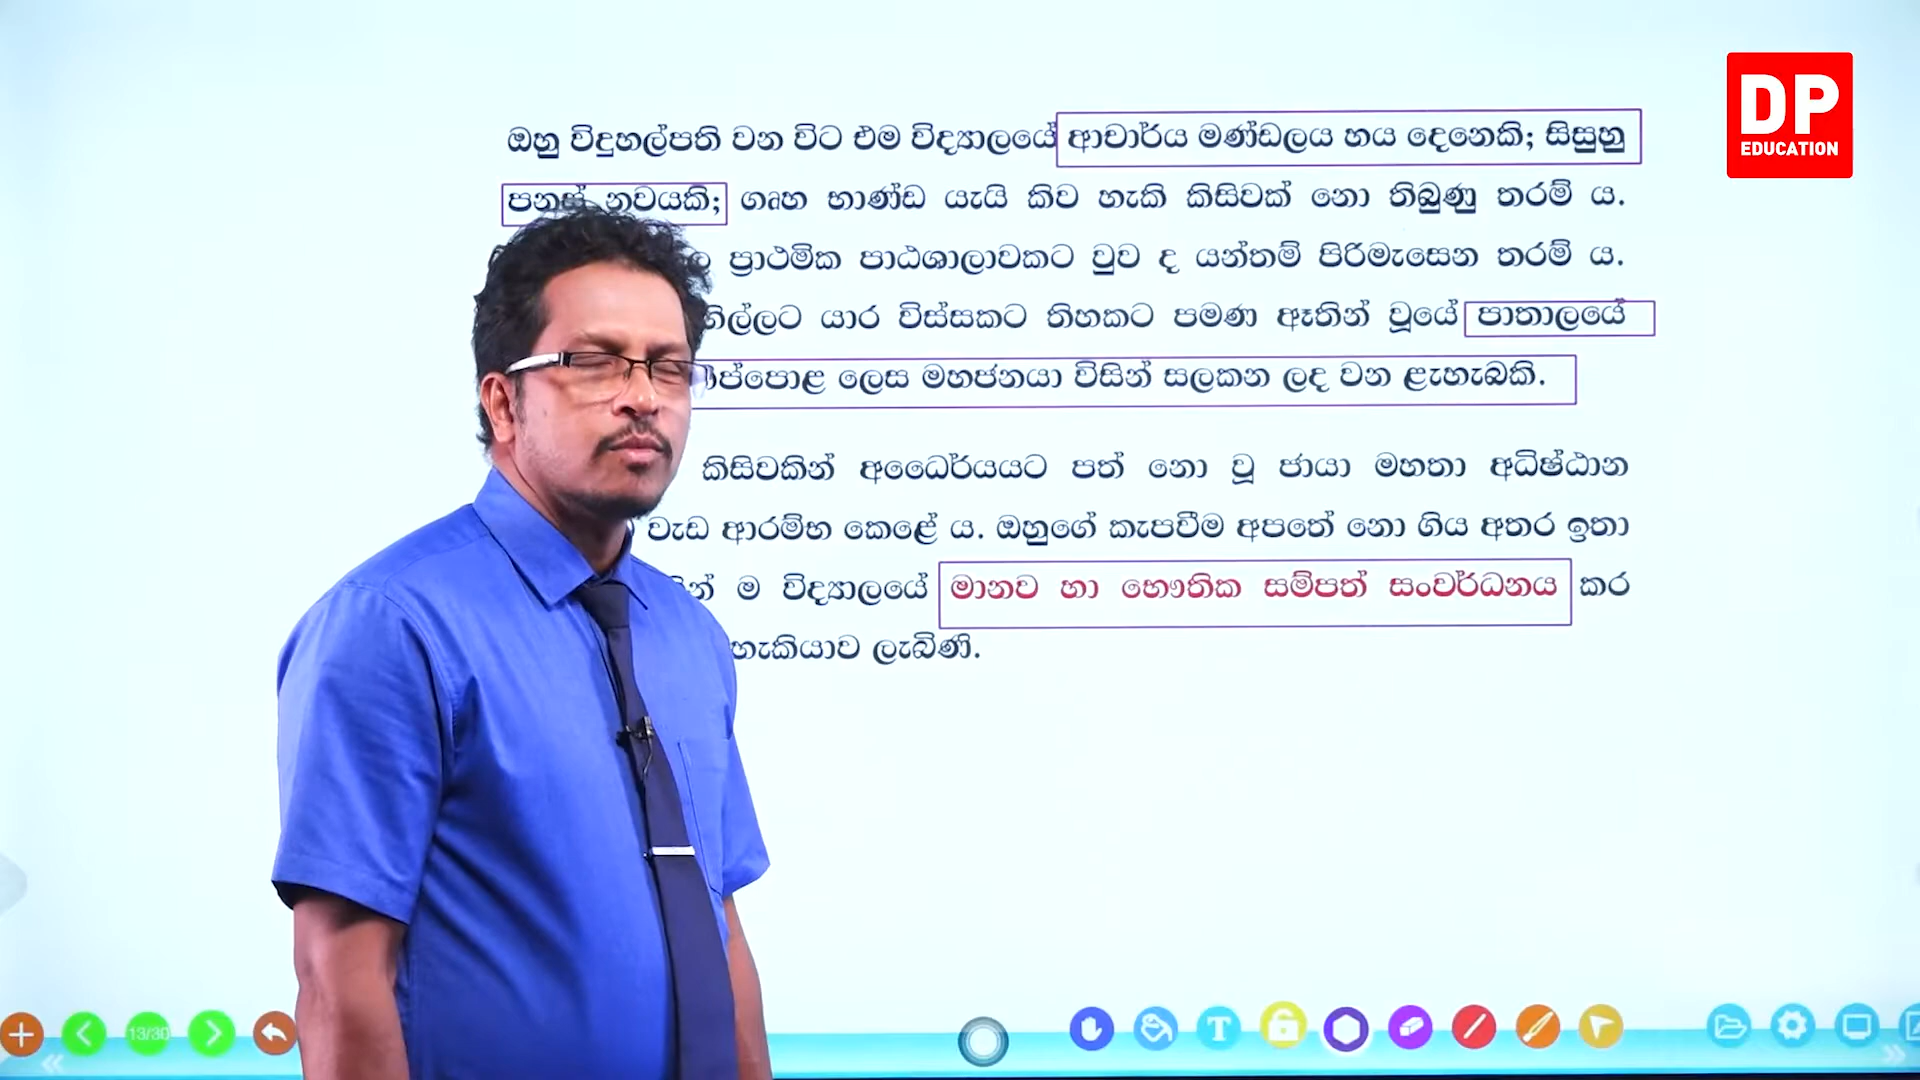 ඔහු විදුහල්පති වන විට එම විද්‍යාලයේ ආචාර්ය මණ්ඩලය හය දෙනෙකි; සිසුහු
පනස් නවයකි; ගෘහ භාණ්ඩ යැයි කිව හැකි කිසිවක් නො තිබුණු තරම් ය.
ප්‍රාථමික පාඨශාලාවකට වුව ද යන්තම් පිරිමැසෙන තරම් ය.
යාර විස්සකට තිහකට පමණ ඈතින් වූයේ පාතාලයේ
ලෙස මහජනයා විසින් සලකන ලද වන ළැහැබකි.
කිසිවකින් අධෛර්යයට පත් නො වූ ජායා මහතා අධිෂ්ඨාන
වැඩ ආරම්භ කෙළේ ය. ඔහුගේ කැපවීම අපතේ නො ගිය අතර ඉතා
ම විද්‍යාලයේ මානව හා භෞතික සම්පත් සංවර්ධනය කර
හැකියාව ලැබිණි.
DP
EDUCATION
13/30
T